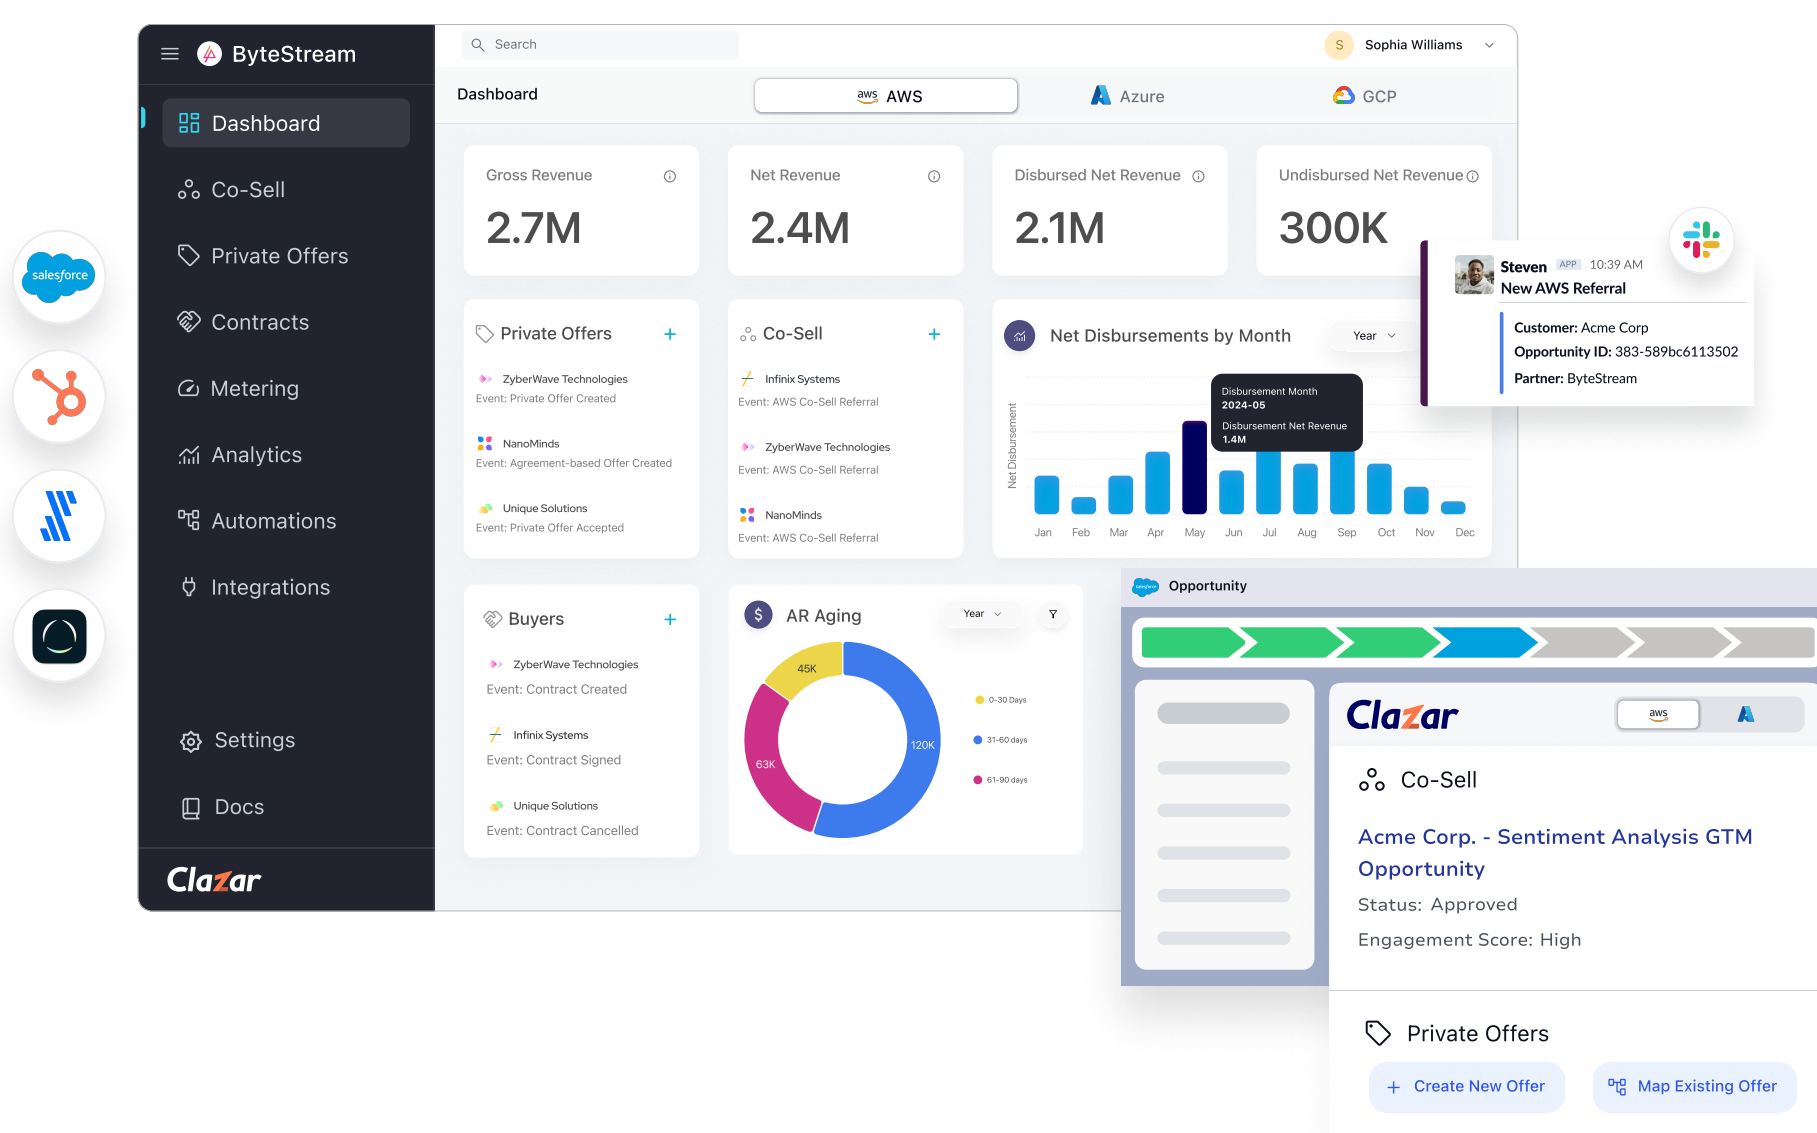 ByteStream
Search
S
Sophia Williams
Dashboard
aws AWS
Azure
GCP
Dashboard
Co-Sell
Private Offers
Contracts
Metering
Analytics
Automations
Integrations
Settings
Docs
Clazar
salesforce
Gross Revenue
2.7M
Net Revenue
2.4M
Disbursed Net Revenue
2.1M
Undisbursed Net Revenue
300K
Steven APP 10:39 AM
New AWS Referral
Customer: Acme Corp
Opportunity ID: 383-589bc6113502
Partner: ByteStream
Private Offers
ZyberWave Technologies
Event: Private Offer Created
NanoMinds
Event: Agreement-based Offer Created
Unique Solutions
Event: Private Offer Accepted
Co-Sell
Infinix Systems
Event: AWS Co-Sell Referral
ZyberWave Technologies
Event: AWS Co-Sell Referral
NanoMinds
Event: AWS Co-Sell Referral
Net Disbursements by Month
Year
Disbursement Month
2024-05
Disbursement Net Revenue
1.4M
Net Disbursement
Jan Feb Mar Apr May Jun Jul Aug Sep Oct Nov Dec
Buyers
ZyberWave Technologies
Event: Contract Created
Infinix Systems
Event: Contract Signed
Unique Solutions
Event: Contract Cancelled
$
AR Aging
Year
45K
120K
63K
0-30 Days
31-60 days
61-90 days
salesforce
Opportunity
Clazar
aws
Co-Sell
Acme Corp. - Sentiment Analysis GTM
Opportunity
Status: Approved
Engagement Score: High
Private Offers
Create New Offer
Map Existing Offer